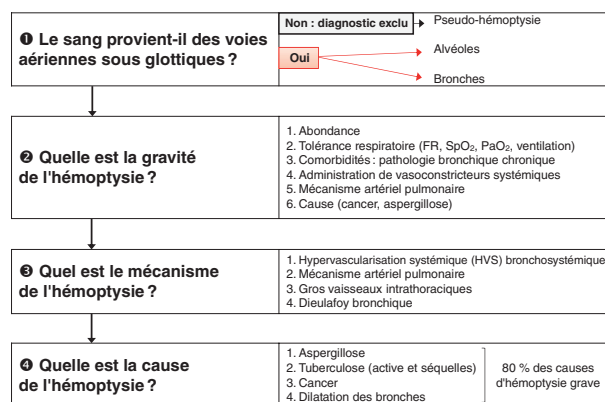 ❶ Le sang provient-il des voies
aériennes sous glottiques ?
Non : diagnostic exclu
Pseudo-hémoptysie
Oui
Alvéoles
Bronches
❷ Quelle est la gravité
de l'hémoptysie ?
1. Abondance
2. Tolérance respiratoire (FR, SpO₂, PaO₂, ventilation)
3. Comorbidités : pathologie bronchique chronique
4. Administration de vasoconstricteurs systémiques
5. Mécanisme artériel pulmonaire
6. Cause (cancer, aspergillose)
❸ Quel est le mécanisme
de l'hémoptysie ?
1. Hypervascularisation systémique (HVS) bronchosystémique
2. Mécanisme artériel pulmonaire
3. Gros vaisseaux intrathoraciques
4. Dieulafoy bronchique
❹ Quelle est la cause
de l'hémoptysie ?
1. Aspergillose
2. Tuberculose (active et séquelles)
3. Cancer
4. Dilatation des bronches
80 % des causes
d'hémoptysie grave